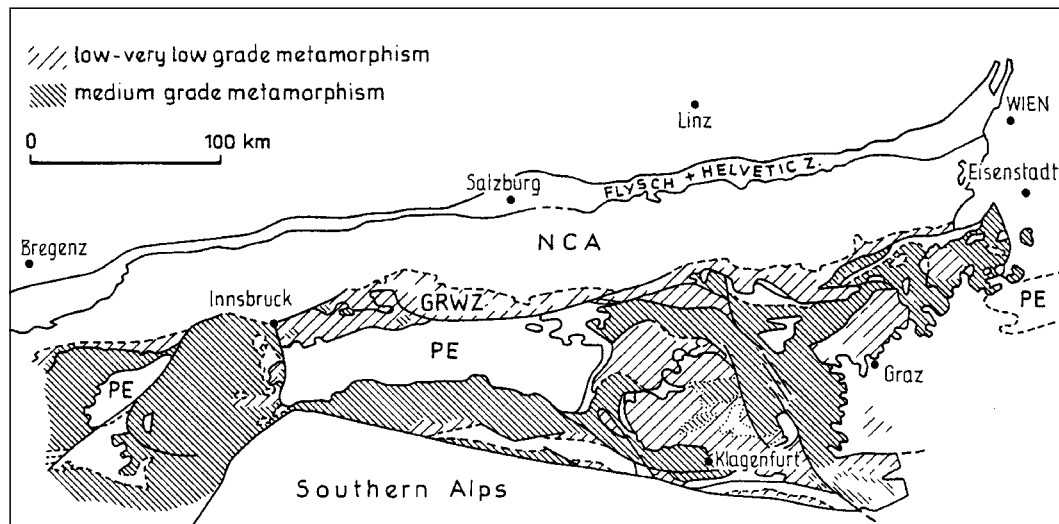 low-very low grade metamorphism
medium grade metamorphism
0 100 km
Linz
WIEN
FLYSCH + HELVETIC Z.
Eisenstadt
Salzburg
NCA
Bregenz
Innsbruck
GRWZ
PE
PE
PE
Graz
Klagenfurt
Southern Alps